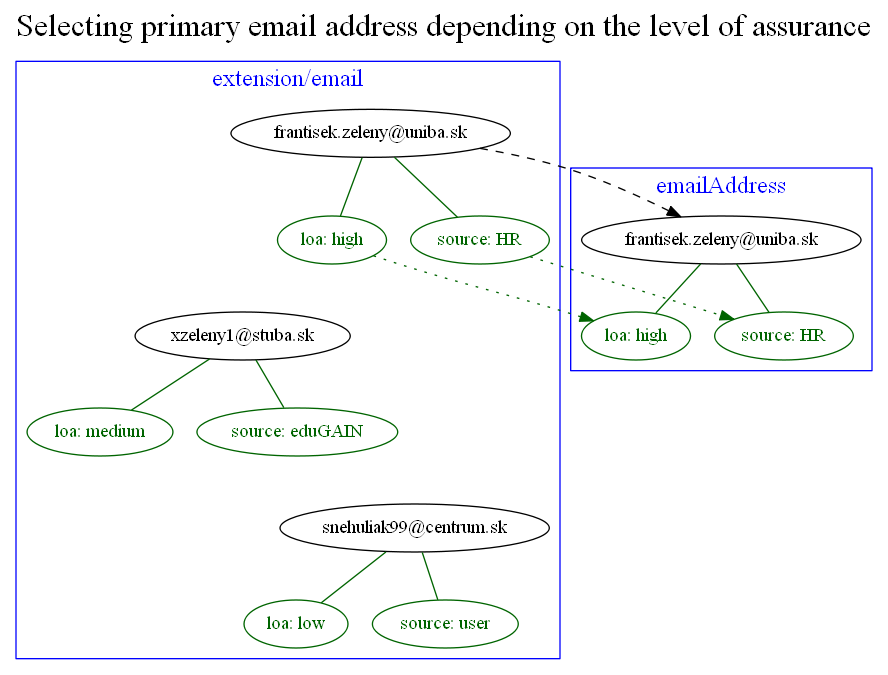 Selecting primary email address depending on the level of assurance
extension/email
frantisek.zeleny@uniba.sk
loa: high
source: HR
emailAddress
frantisek.zeleny@uniba.sk
loa: high
source: HR
xzeleny1@stuba.sk
loa: medium
source: eduGAIN
snehuliak99@centrum.sk
loa: low
source: user